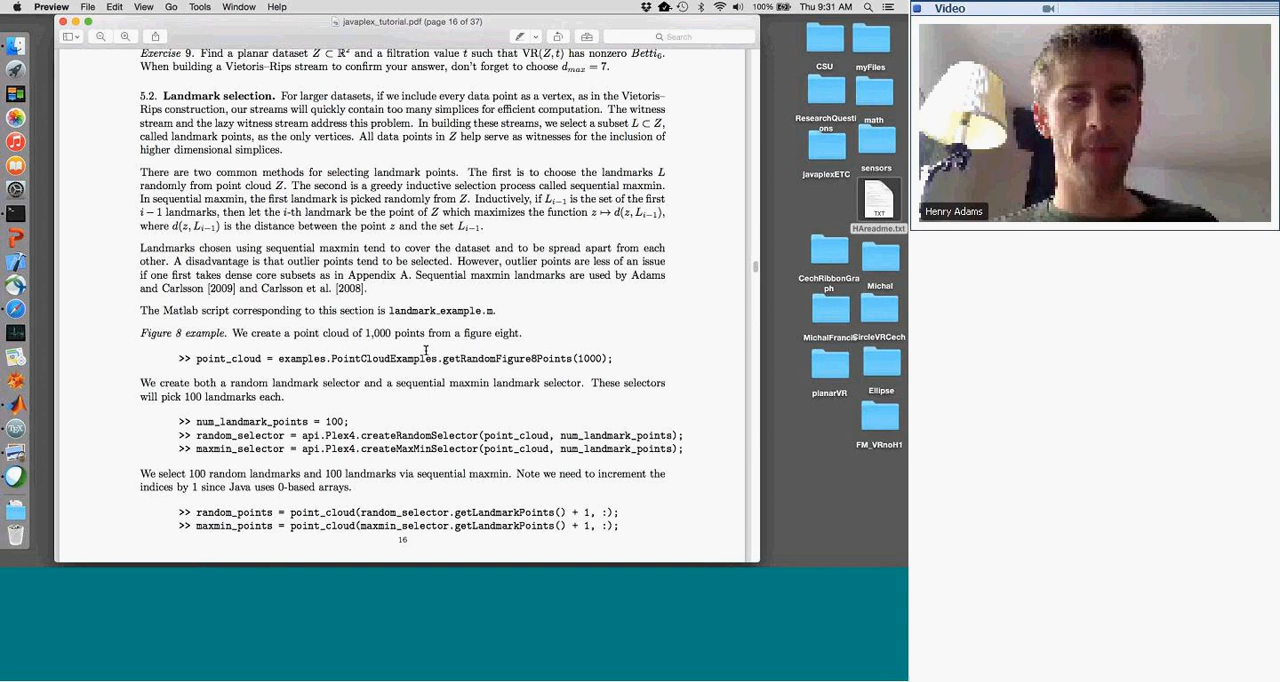 Preview File Edit View Go Tools Window Help
100% Thu 9:31 AM
javaplex_tutorial.pdf (page 16 of 37)
Search
Exercise 9. Find a planar dataset Z ⊂ ℝ² and a filtration value t such that VR(Z, t) has nonzero Betti₆.
When building a Vietoris–Rips stream to confirm your answer, don't forget to choose dmax = 7.
5.2. Landmark selection. For larger datasets, if we include every data point as a vertex, as in the Vietoris–
Rips construction, our streams will quickly contain too many simplices for efficient computation. The witness
stream and the lazy witness stream address this problem. In building these streams, we select a subset L ⊂ Z,
called landmark points, as the only vertices. All data points in Z help serve as witnesses for the inclusion of
higher dimensional simplices.
There are two common methods for selecting landmark points. The first is to choose the landmarks L
randomly from point cloud Z. The second is a greedy inductive selection process called sequential maxmin.
In sequential maxmin, the first landmark is picked randomly from Z. Inductively, if Lᵢ₋₁ is the set of the first
i − 1 landmarks, then let the i-th landmark be the point of Z which maximizes the function z ↦ d(z, Lᵢ₋₁),
where d(z, Lᵢ₋₁) is the distance between the point z and the set Lᵢ₋₁.
Landmarks chosen using sequential maxmin tend to cover the dataset and to be spread apart from each
other. A disadvantage is that outlier points tend to be selected. However, outlier points are less of an issue
if one first takes dense core subsets as in Appendix A. Sequential maxmin landmarks are used by Adams
and Carlsson [2009] and Carlsson et al. [2008].
The Matlab script corresponding to this section is landmark_example.m.
Figure 8 example. We create a point cloud of 1,000 points from a figure eight.
>> point_cloud = examples.PointCloudExamples.getRandomFigure8Points(1000);
We create both a random landmark selector and a sequential maxmin landmark selector. These selectors
will pick 100 landmarks each.
>> num_landmark_points = 100;
>> random_selector = api.Plex4.createRandomSelector(point_cloud, num_landmark_points);
>> maxmin_selector = api.Plex4.createMaxMinSelector(point_cloud, num_landmark_points);
We select 100 random landmarks and 100 landmarks via sequential maxmin. Note we need to increment the
indices by 1 since Java uses 0-based arrays.
>> random_points = point_cloud(random_selector.getLandmarkPoints() + 1, :);
>> maxmin_points = point_cloud(maxmin_selector.getLandmarkPoints() + 1, :);
16
CSU
myFiles
ResearchQuesti
ons
math
javaplexETC
sensors
TXT
HAreadme.txt
CechRibbonGra
ph
Michal
MichalFrancis
CircleVRCech
planarVR
Ellipse
FM_VRnoH1
Video
Henry Adams